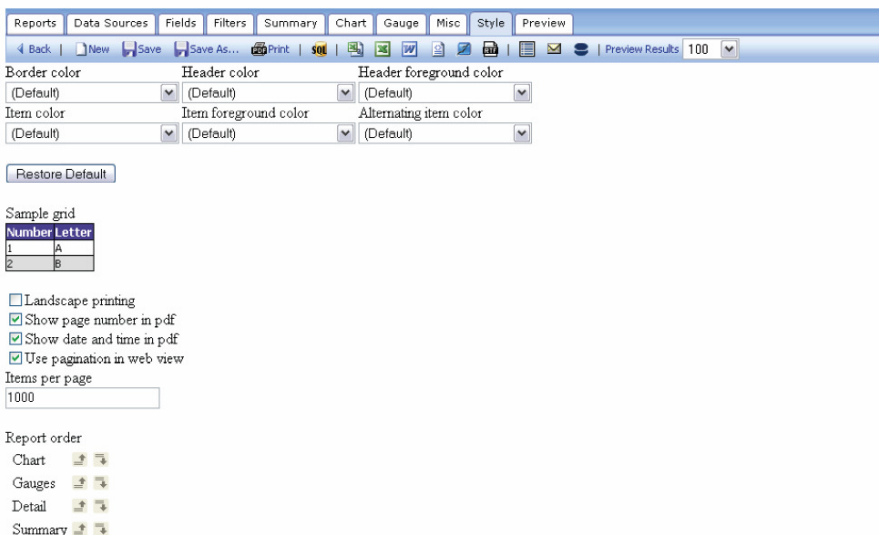 Reports Data Sources Fields Filters Summary Chart Gauge Misc Style Preview
Back | New Save Save As... Print | SQL | | Preview Results 100
Border color Header color Header foreground color
(Default) (Default) (Default)
Item color Item foreground color Alternating item color
(Default) (Default) (Default)
Restore Default
Sample grid
Number Letter
1 A
2 B
Landscape printing
Show page number in pdf
Show date and time in pdf
Use pagination in web view
Items per page
1000
Report order
Chart
Gauges
Detail
Summary